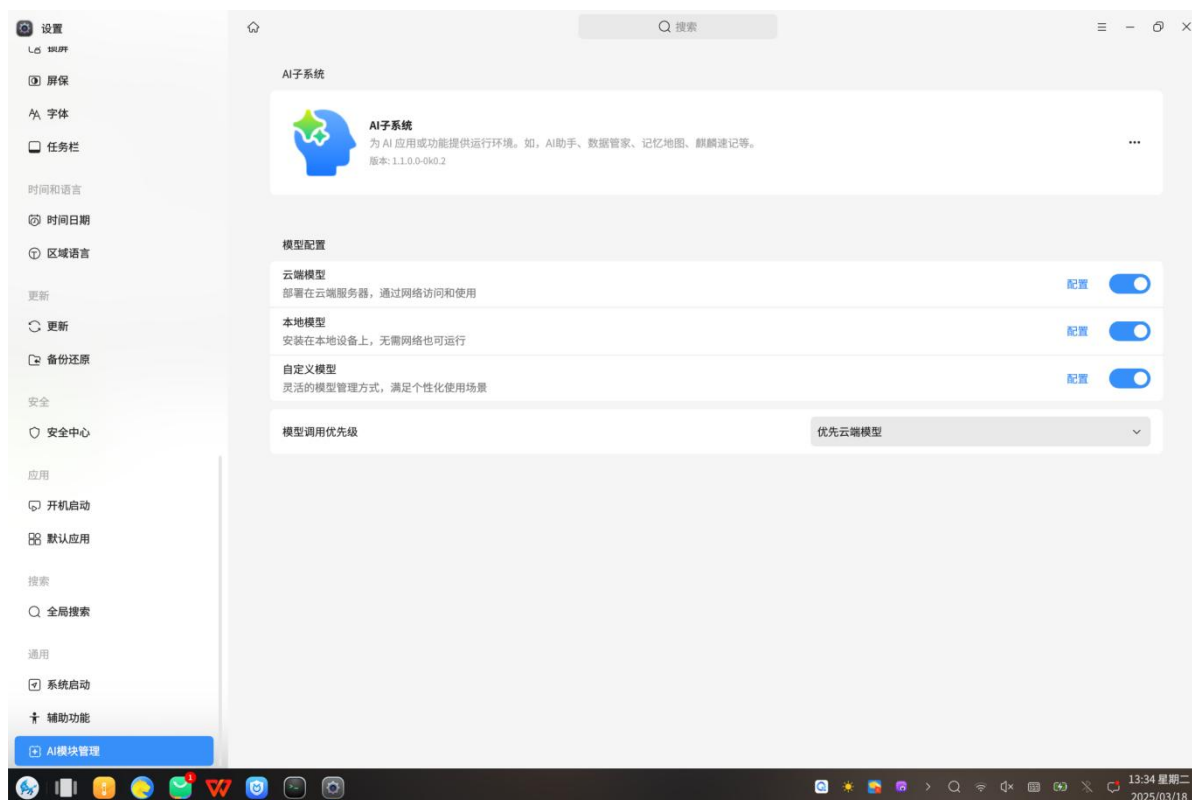 设置
搜索
锁屏
屏保
字体
任务栏
时间和语言
时间日期
区域语言
更新
更新
备份还原
安全
安全中心
应用
开机启动
默认应用
搜索
全局搜索
通用
系统启动
辅助功能
AI模块管理
AI子系统
AI子系统
为 AI 应用或功能提供运行环境。如，AI助手、数据管家、记忆地图、麒麟速记等。
版本: 1.1.0.0-0k0.2
模型配置
云端模型
部署在云端服务器，通过网络访问和使用
配置
本地模型
安装在本地设备上，无需网络也可运行
配置
自定义模型
灵活的模型管理方式，满足个性化使用场景
配置
模型调用优先级
优先云端模型
1
13:34 星期二
2025/03/18